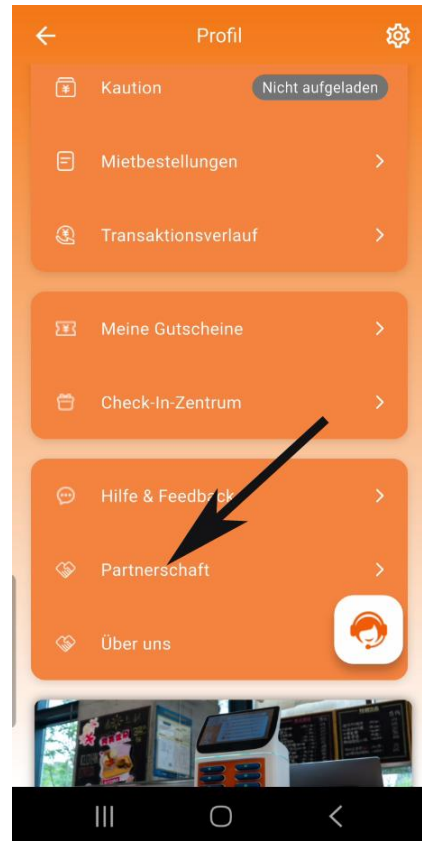 Profil
Kaution
Nicht aufgeladen
Mietbestellungen
Transaktionsverlauf
Meine Gutscheine
Check-In-Zentrum
Hilfe & Feedback
Partnerschaft
Über uns